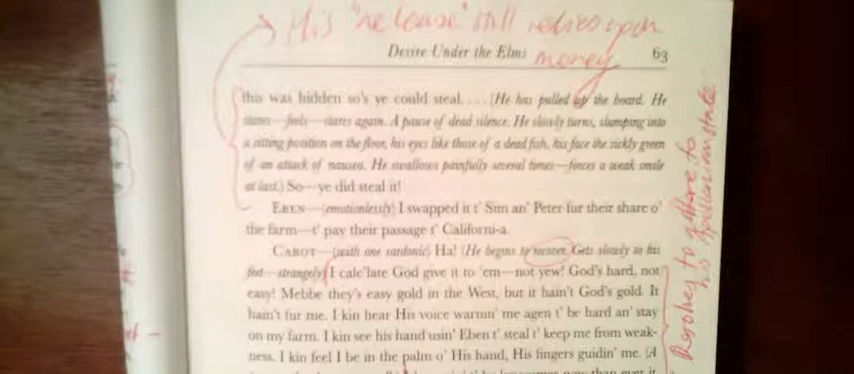 His "release" still relies upon
money
Desire Under the Elms 63
this was hidden so's ye could steal. . . . (He has pulled up the board. He
stares—feels—stares again. A pause of dead silence. He slowly turns, slumping into
a sitting position on the floor, his eyes like those of a dead fish, his face the sickly green
of an attack of nausea. He swallows painfully several times—forces a weak smile
at last.) So—ye did steal it!
EBEN—(emotionlessly) I swapped it t' Sim an' Peter fur their share o'
the farm—t' pay their passage t' Californi-a.
CABOT—(with one sardonic) Ha! (He begins to recover. Gets slowly to his
feet—strangely) I calc'late God give it to 'em—not yew! God's hard, not
easy! Mebbe they's easy gold in the West, but it hain't God's gold. It
hain't fur me. I kin hear His voice warnin' me agen t' be hard an' stay
on my farm. I kin see his hand usin' Eben t' steal t' keep me from weak-
ness. I kin feel I be in the palm o' His hand, His fingers guidin' me. (A
than ever it
to his